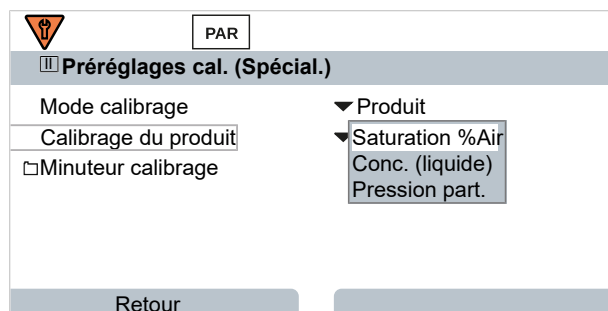 PAR
II Préréglages cal. (Spécial.)
Mode calibrage Produit
Calibrage du produit Saturation %Air
Conc. (liquide)
Minuteur calibrage
Pression part.
Retour